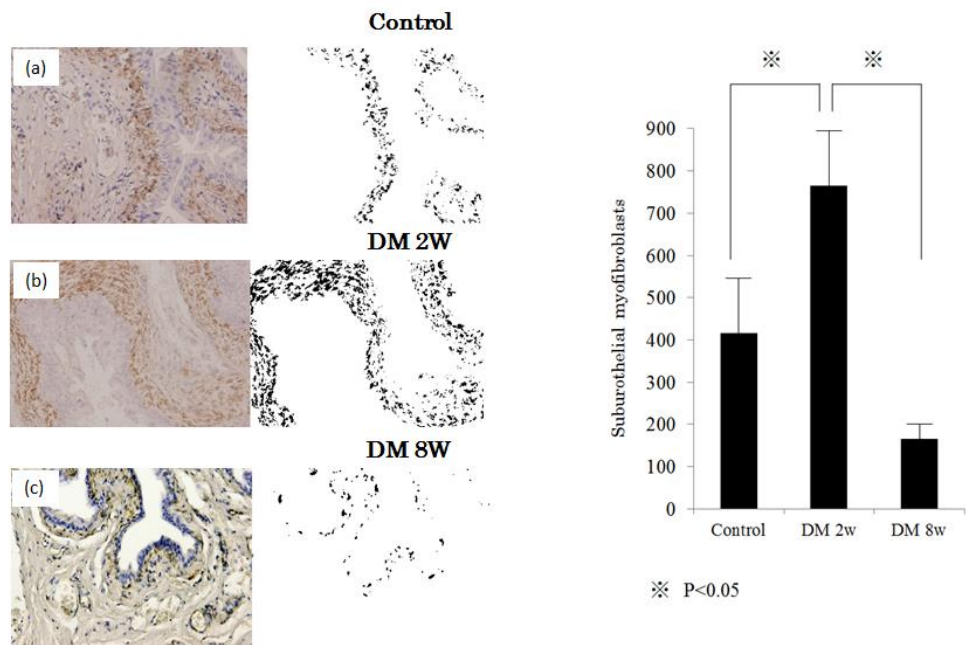 Control
(a)
DM 2W
(b)
DM 8W
(c)
※ ※
900
800
700
600
500
400
300
200
100
0
Suburothelial myofibroblasts
Control DM 2w DM 8w
※ P<0.05